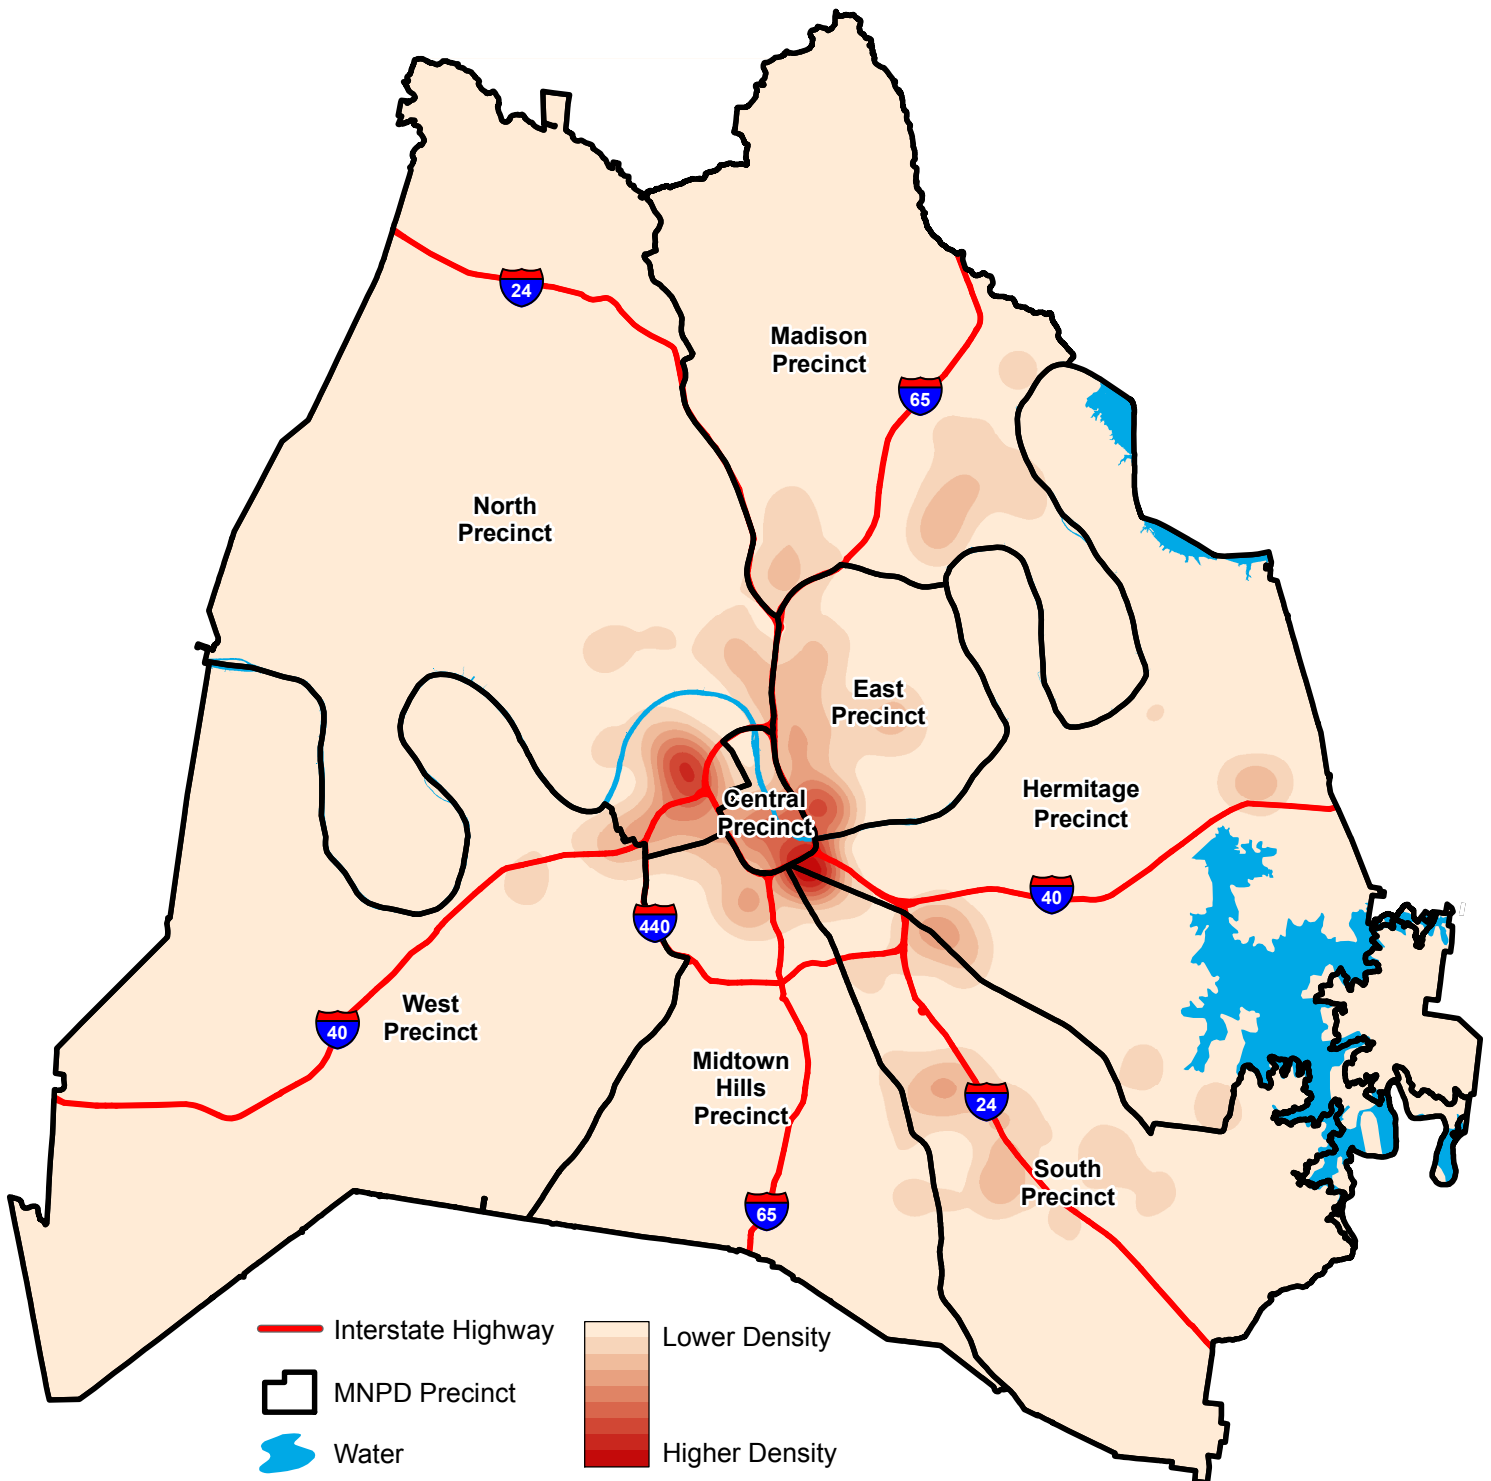 24
Madison
Precinct
65
North
Precinct
East
Precinct
Hermitage
Precinct
Central
Precinct
40
440
West
Precinct
40
Midtown
Hills
Precinct
24
South
Precinct
65
Interstate Highway
MNPD Precinct
Water
Lower Density
Higher Density